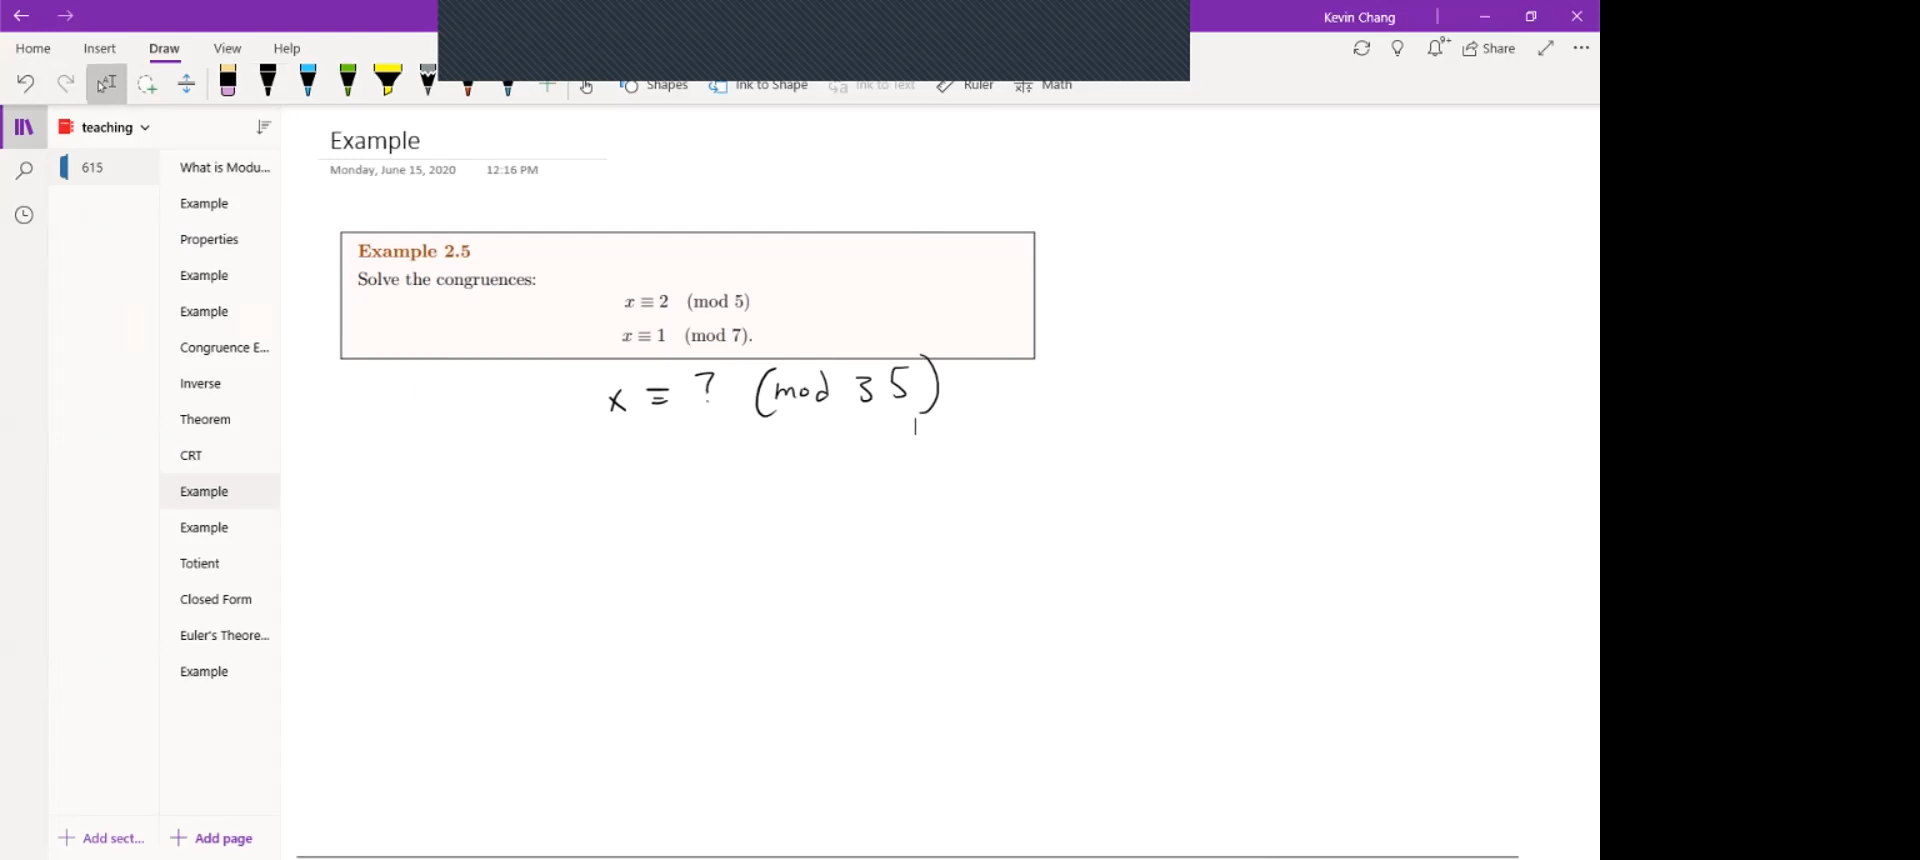 Kevin Chang
Home Insert Draw View Help
Share
Shapes Ink to Shape Ink to Text Ruler Math
teaching
615
What is Modu...
Example
Properties
Example
Example
Congruence E...
Inverse
Theorem
CRT
Example
Example
Totient
Closed Form
Euler's Theore...
Example
Add sect...
Add page
Example
Monday, June 15, 2020 12:16 PM
Example 2.5
Solve the congruences:
x ≡ 2 (mod 5)
x ≡ 1 (mod 7).
x ≡ ? (mod 35)